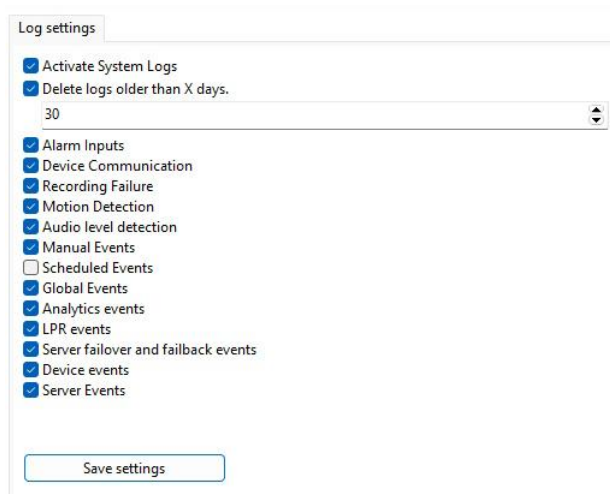 Log settings
Activate System Logs
Delete logs older than X days.
30
Alarm Inputs
Device Communication
Recording Failure
Motion Detection
Audio level detection
Manual Events
Scheduled Events
Global Events
Analytics events
LPR events
Server failover and failback events
Device events
Server Events
Save settings